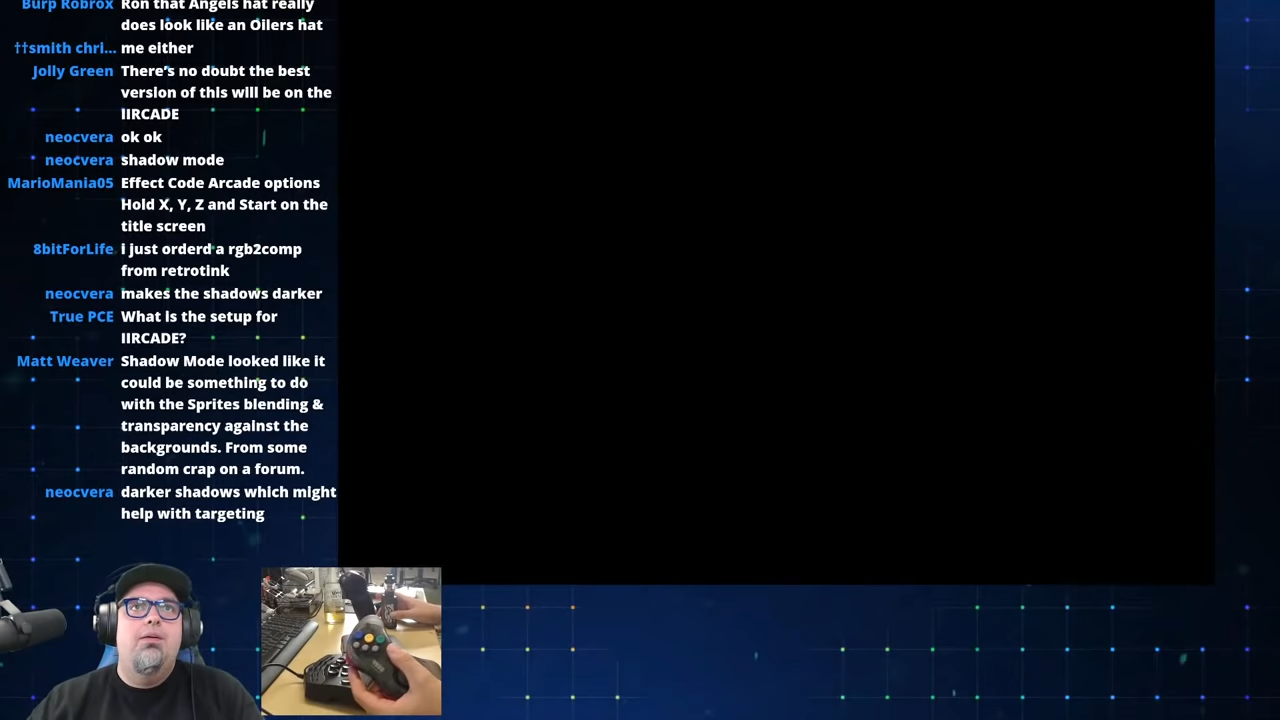 Burp Robrox Ron that Angels hat really
does look like an Oilers hat
††smith chri... me either
Jolly Green There's no doubt the best
version of this will be on the
IIRCADE
neocvera ok ok
neocvera shadow mode
MarioMania05 Effect Code Arcade options
Hold X, Y, Z and Start on the
title screen
8bitForLife i just orderd a rgb2comp
from retrotink
neocvera makes the shadows darker
True PCE What is the setup for
IIRCADE?
Matt Weaver Shadow Mode looked like it
could be something to do
with the Sprites blending &
transparency against the
backgrounds. From some
random crap on a forum.
neocvera darker shadows which might
help with targeting